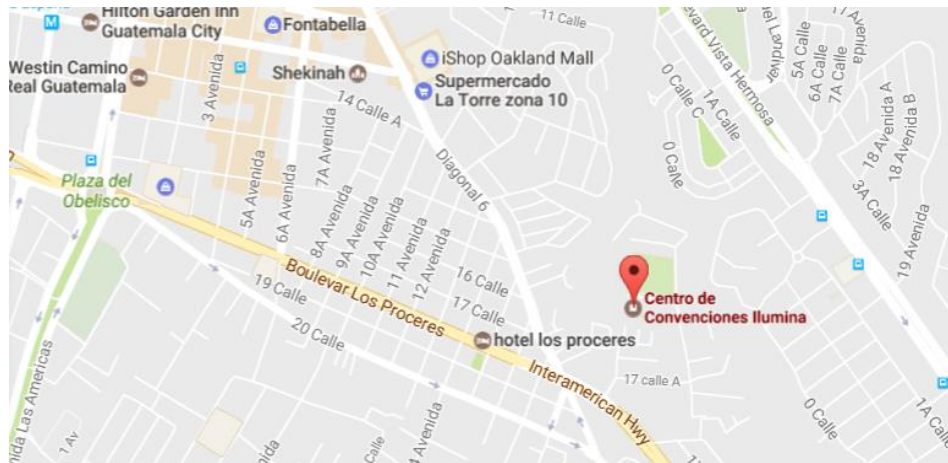 Hilton Garden Inn
Guatemala City
M
Fontabella
11 Calle
iShop Oakland Mall
Westin Camino
Real Guatemala
Shekinah
Supermercado
La Torre zona 10
3 Avenida
14 Calle A
Vista Hermosa
0 Calle C
1A Calle
5A Calle
6A Calle
7A Calle
11 Avenida
18 Avenida A
18 Avenida B
0 Calle
3A Calle
19 Avenida
Plaza del
Obelisco
5A Avenida
6A Avenida
7A Avenida
8A Avenida
9A Avenida
10A Avenida
11 Avenida
12 Avenida
Diagonal 6
16 Calle
17 Calle
19 Calle
20 Calle
Boulevar Los Proceres
hotel los proceres
Centro de
Convenciones Ilumina
Interamerican Hwy
17 calle A
0 Calle
1A
Las Americas
1 Av